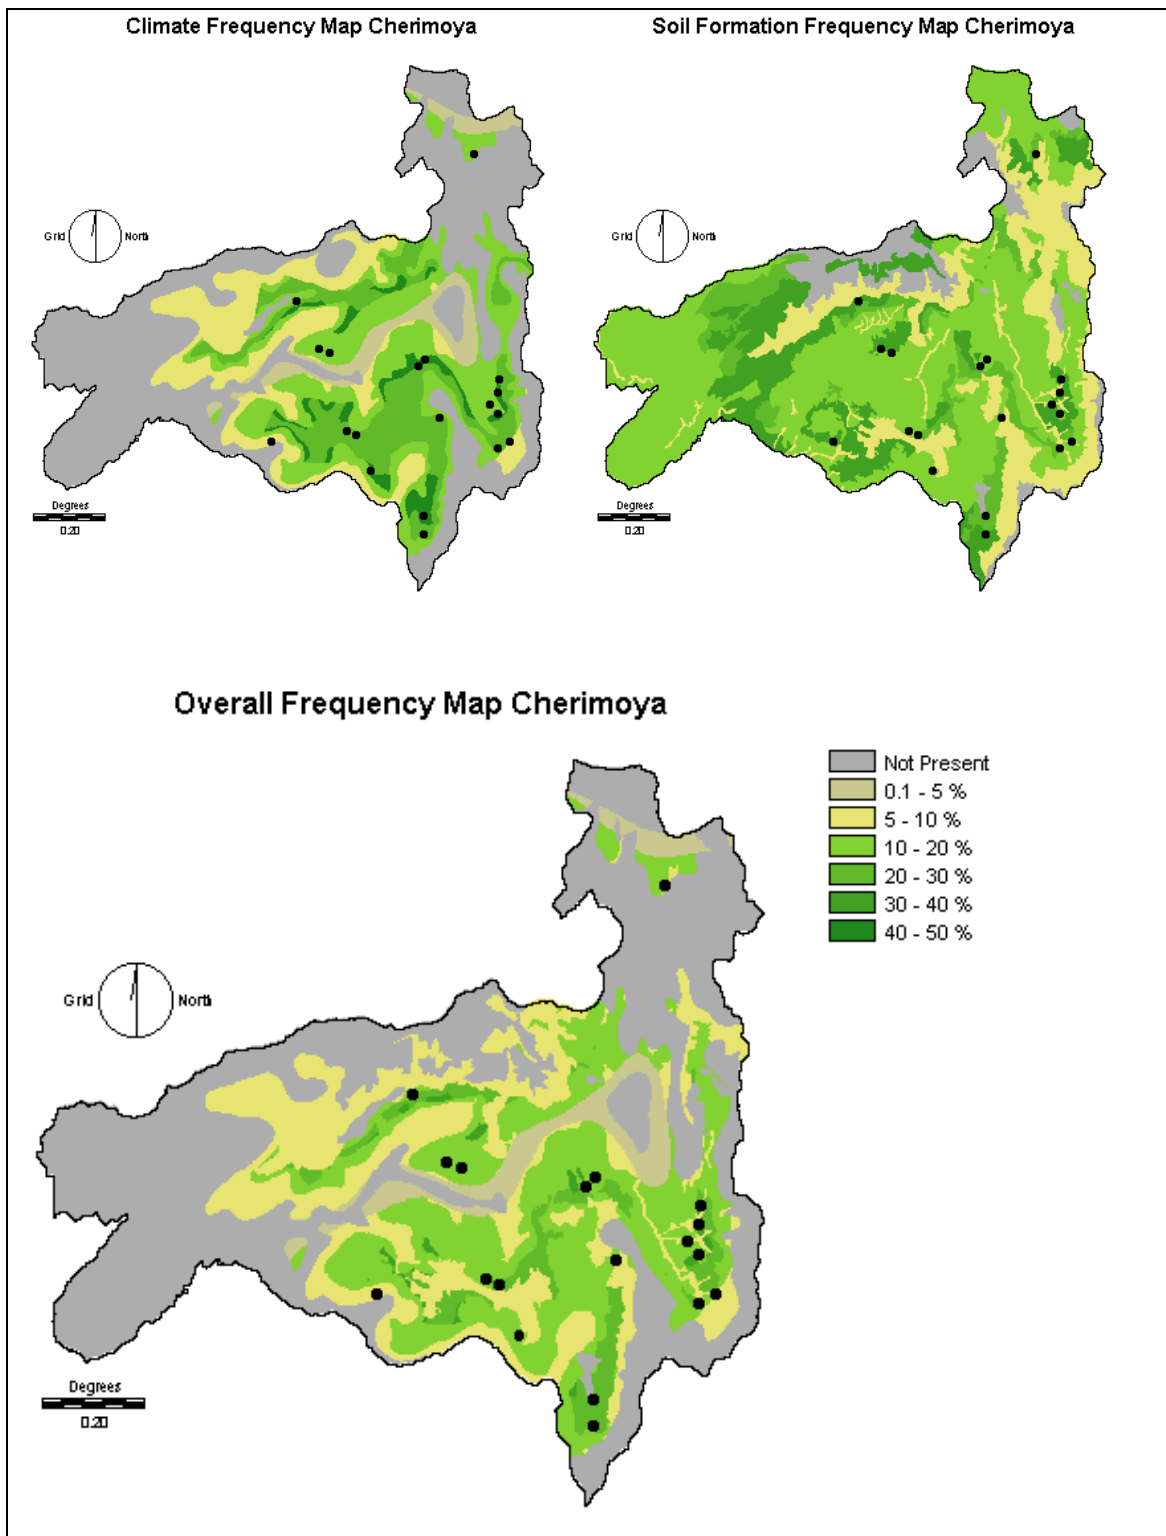 Climate Frequency Map Cherimoya
Soil Formation Frequency Map Cherimoya
Grid North
Grid North
Degrees
0.20
Degrees
0.20
Overall Frequency Map Cherimoya
Not Present
0.1 - 5 %
5 - 10 %
10 - 20 %
20 - 30 %
30 - 40 %
40 - 50 %
Grid North
Degrees
0.20